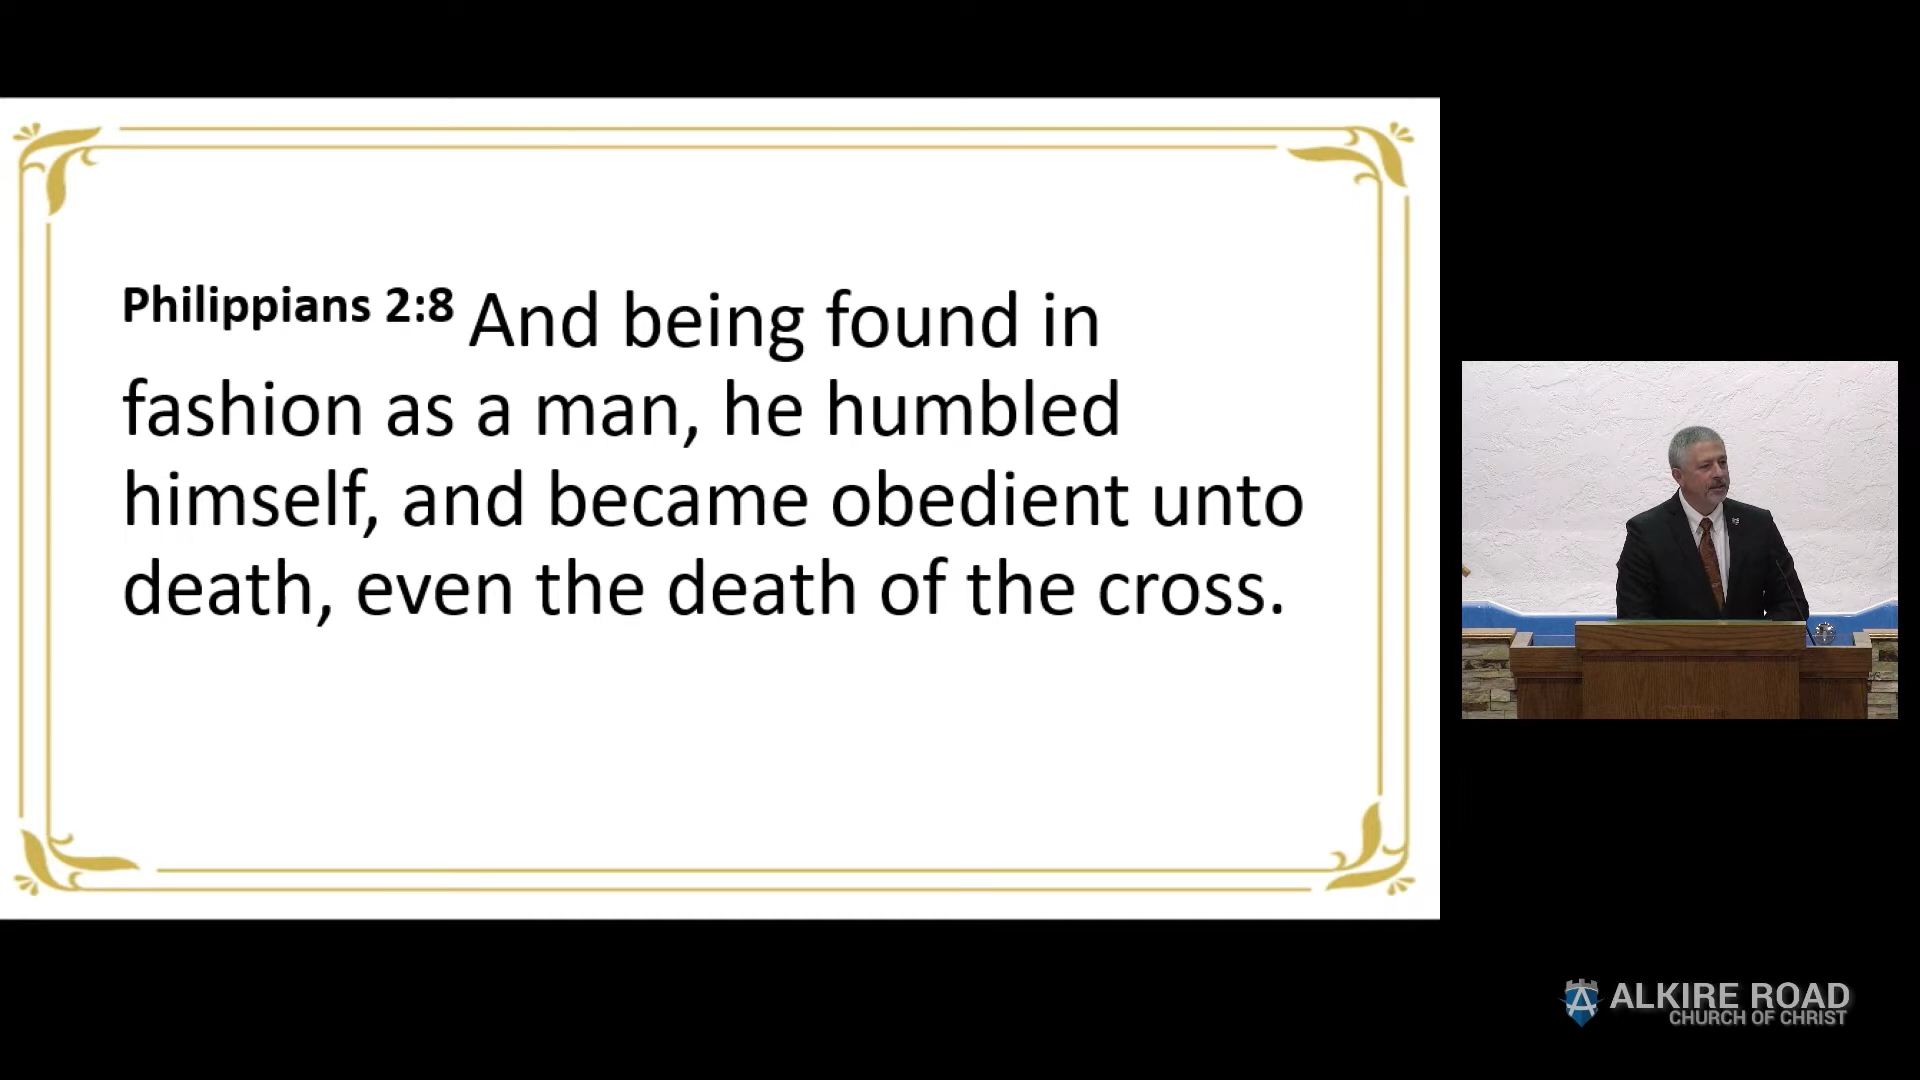 Philippians 2:8 And being found in
fashion as a man, he humbled
himself, and became obedient unto
death, even the death of the cross.
ALKIRE ROAD
CHURCH OF CHRIST